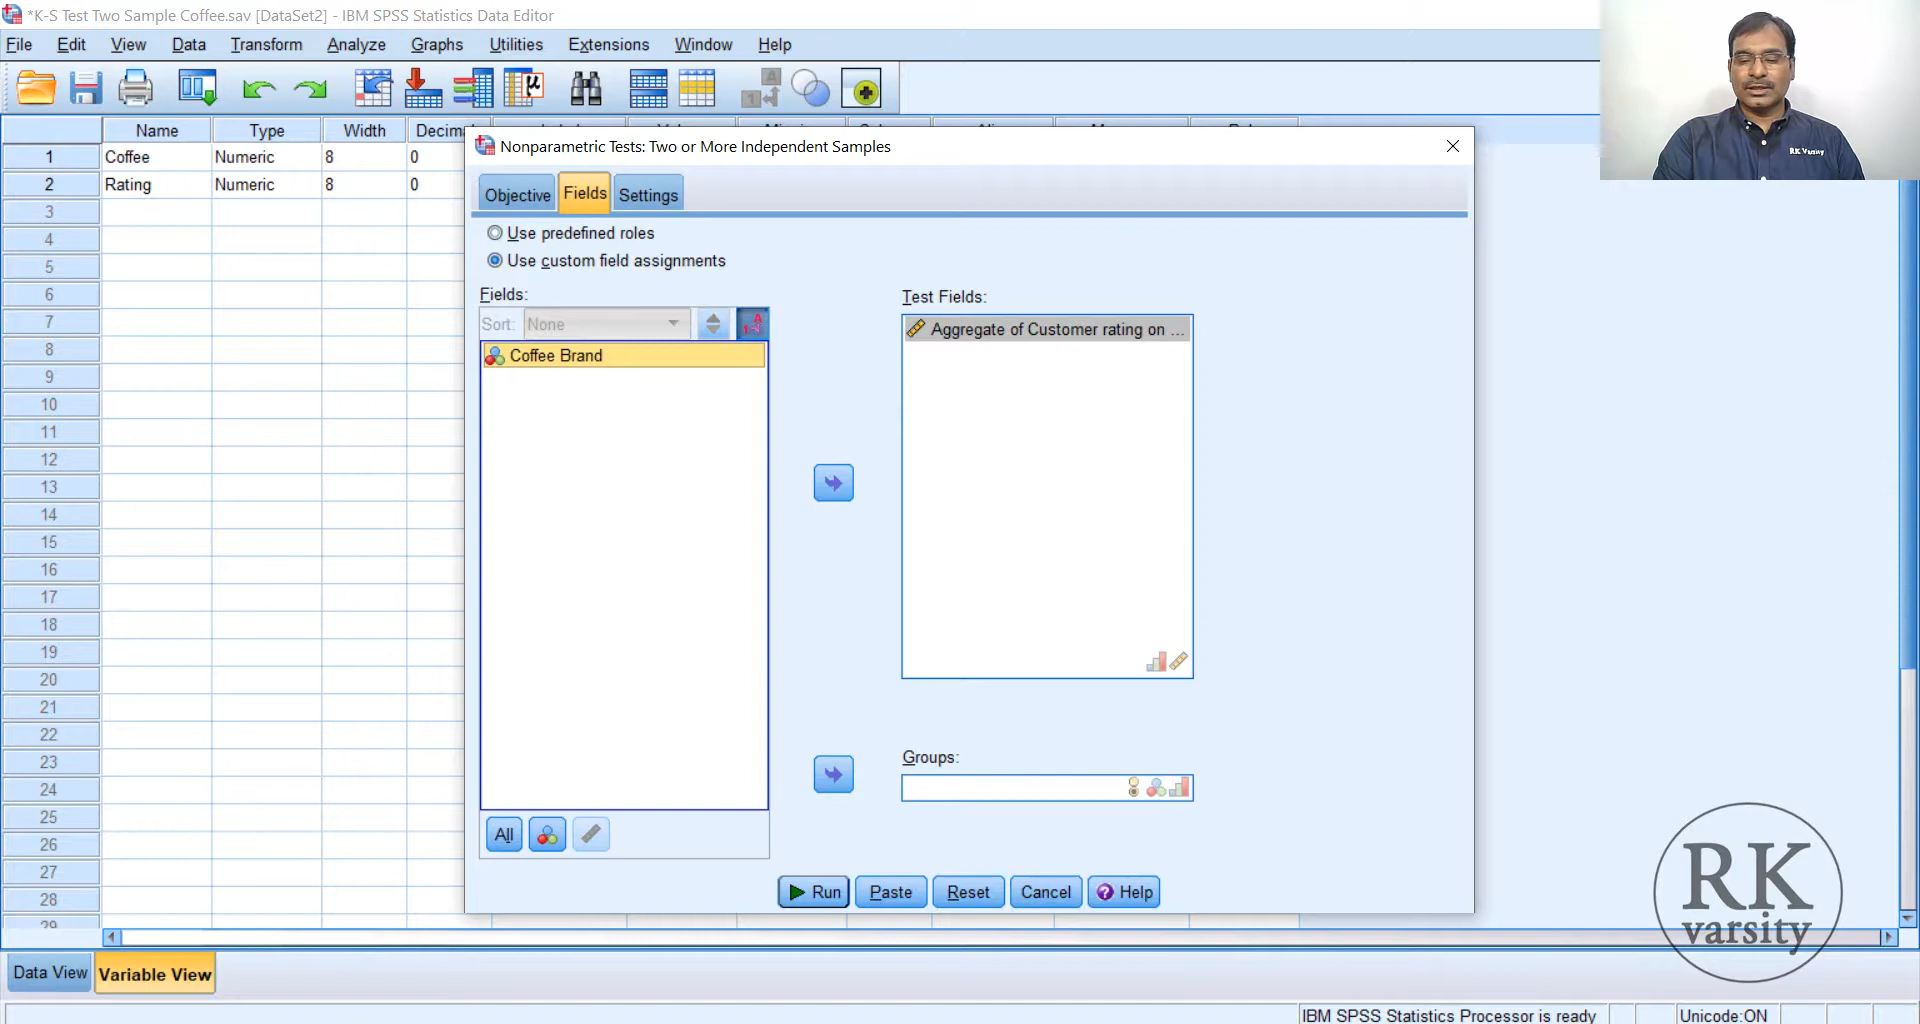 *K-S Test Two Sample Coffee.sav [DataSet2] - IBM SPSS Statistics Data Editor
File Edit View Data Transform Analyze Graphs Utilities Extensions Window Help
Name Type Width Decima
1 Coffee Numeric 8 0
2 Rating Numeric 8 0
3
4
5
6
7
8
9
10
11
12
13
14
15
16
17
18
19
20
21
22
23
24
25
26
27
28
29
Nonparametric Tests: Two or More Independent Samples
Objective Fields Settings
Use predefined roles
Use custom field assignments
Fields:
Sort: None
Coffee Brand
Test Fields:
Aggregate of Customer rating on ...
Groups:
All
Run Paste Reset Cancel Help
Data View Variable View
IBM SPSS Statistics Processor is ready Unicode:ON
RK Varsity
RK
varsity